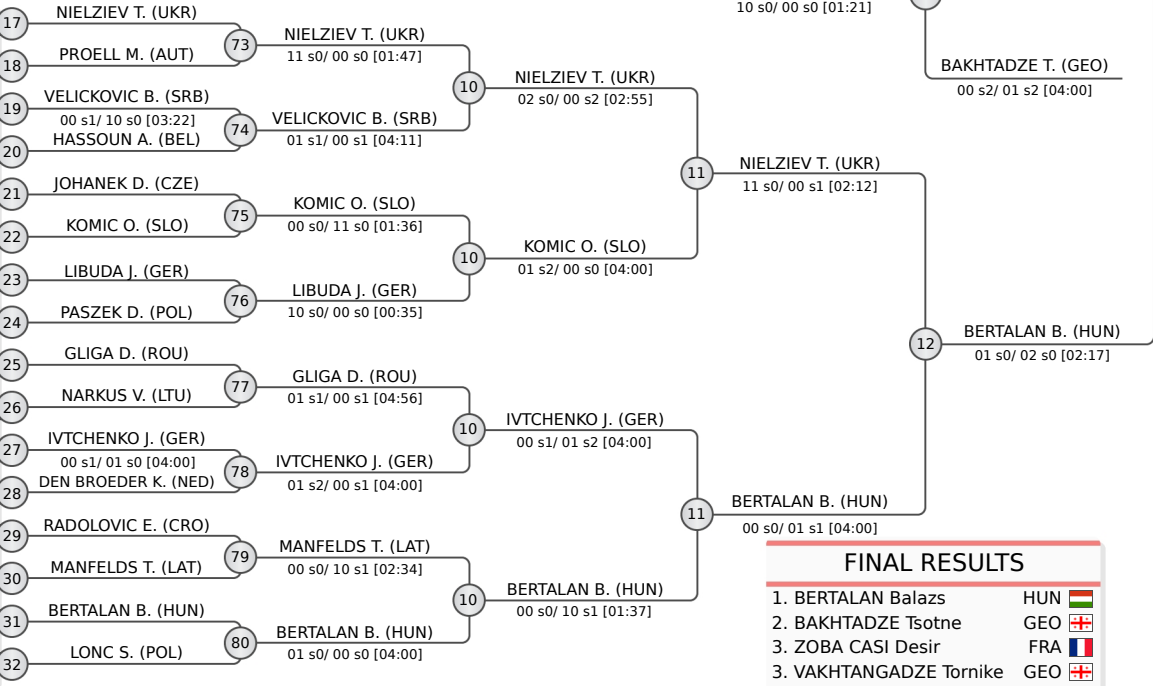 17
NIELZIEV T. (UKR)
18
PROELL M. (AUT)
19
VELICKOVIC B. (SRB)
00 s1/ 10 s0 [03:22]
20
HASSOUN A. (BEL)
21
JOHANEK D. (CZE)
22
KOMIC O. (SLO)
23
LIBUDA J. (GER)
24
PASZEK D. (POL)
25
GLIGA D. (ROU)
26
NARKUS V. (LTU)
27
IVTCHENKO J. (GER)
00 s1/ 01 s0 [04:00]
28
DEN BROEDER K. (NED)
29
RADOLOVIC E. (CRO)
30
MANFELDS T. (LAT)
31
BERTALAN B. (HUN)
32
LONC S. (POL)
73
NIELZIEV T. (UKR)
11 s0/ 00 s0 [01:47]
74
VELICKOVIC B. (SRB)
01 s1/ 00 s1 [04:11]
75
KOMIC O. (SLO)
00 s0/ 11 s0 [01:36]
76
LIBUDA J. (GER)
10 s0/ 00 s0 [00:35]
77
GLIGA D. (ROU)
01 s1/ 00 s1 [04:56]
78
IVTCHENKO J. (GER)
01 s2/ 00 s1 [04:00]
79
MANFELDS T. (LAT)
00 s0/ 10 s1 [02:34]
80
BERTALAN B. (HUN)
01 s0/ 00 s0 [04:00]
10
NIELZIEV T. (UKR)
02 s0/ 00 s2 [02:55]
10
KOMIC O. (SLO)
01 s2/ 00 s0 [04:00]
10
IVTCHENKO J. (GER)
00 s1/ 01 s2 [04:00]
10
BERTALAN B. (HUN)
00 s0/ 10 s1 [01:37]
10 s0/ 00 s0 [01:21]
11
NIELZIEV T. (UKR)
11 s0/ 00 s1 [02:12]
11
BERTALAN B. (HUN)
00 s0/ 01 s1 [04:00]
BAKHTADZE T. (GEO)
00 s2/ 01 s2 [04:00]
12
BERTALAN B. (HUN)
01 s0/ 02 s0 [02:17]
FINAL RESULTS
1. BERTALAN Balazs HUN
2. BAKHTADZE Tsotne GEO
3. ZOBA CASI Desir FRA
3. VAKHTANGADZE Tornike GEO